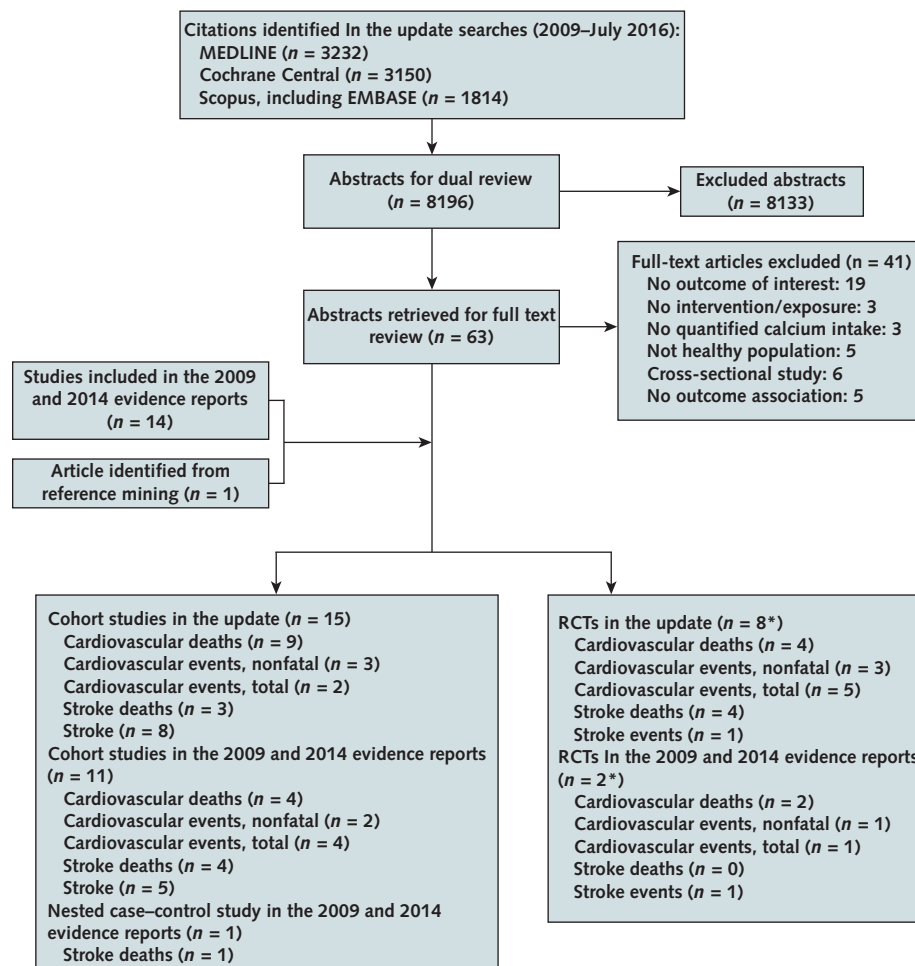 Citations identified In the update searches (2009–July 2016):
MEDLINE (n = 3232)
Cochrane Central (n = 3150)
Scopus, including EMBASE (n = 1814)
Abstracts for dual review
(n = 8196)
Excluded abstracts
(n = 8133)
Abstracts retrieved for full text
review (n = 63)
Full-text articles excluded (n = 41)
No outcome of interest: 19
No intervention/exposure: 3
No quantified calcium intake: 3
Not healthy population: 5
Cross-sectional study: 6
No outcome association: 5
Studies included in the 2009
and 2014 evidence reports
(n = 14)
Article identified from
reference mining (n = 1)
Cohort studies in the update (n = 15)
Cardiovascular deaths (n = 9)
Cardiovascular events, nonfatal (n = 3)
Cardiovascular events, total (n = 2)
Stroke deaths (n = 3)
Stroke (n = 8)
Cohort studies in the 2009 and 2014 evidence reports
(n = 11)
Cardiovascular deaths (n = 4)
Cardiovascular events, nonfatal (n = 2)
Cardiovascular events, total (n = 4)
Stroke deaths (n = 4)
Stroke (n = 5)
Nested case–control study in the 2009 and 2014
evidence reports (n = 1)
Stroke deaths (n = 1)
RCTs in the update (n = 8*)
Cardiovascular deaths (n = 4)
Cardiovascular events, nonfatal (n = 3)
Cardiovascular events, total (n = 5)
Stroke deaths (n = 4)
Stroke events (n = 1)
RCTs In the 2009 and 2014 evidence reports
(n = 2*)
Cardiovascular deaths (n = 2)
Cardiovascular events, nonfatal (n = 1)
Cardiovascular events, total (n = 1)
Stroke deaths (n = 0)
Stroke events (n = 1)